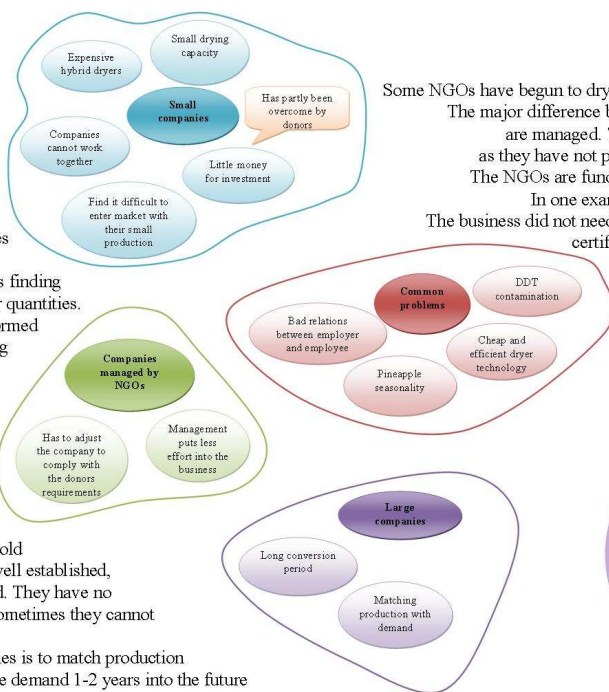 Expensive
hybrid dryers
Small drying
capacity
Small
companies
Has partly been
overcome by
donors
Companies
cannot work
together
Little money
for investment
Find it difficult to
enter market with
their small
production
Some NGOs have begun to dry
The major difference b
are managed.
as they have not p
The NGOs are fund
In one exam
The business did not need
certif
es
s finding
r quantities.
ormed
g
Common
problems
DDT
contamination
Bad relations
between employer
and employee
Cheap and
efficient dryer
technology
Pineapple
seasonality
Companies
managed by
NGOs
Has to adjust
the company to
comply with
the donors
requirements
Management
puts less
effort into the
business
Large
companies
Long conversion
period
Matching
production with
demand
old
well established,
d. They have no
ometimes they cannot
es is to match production
e demand 1-2 years into the future